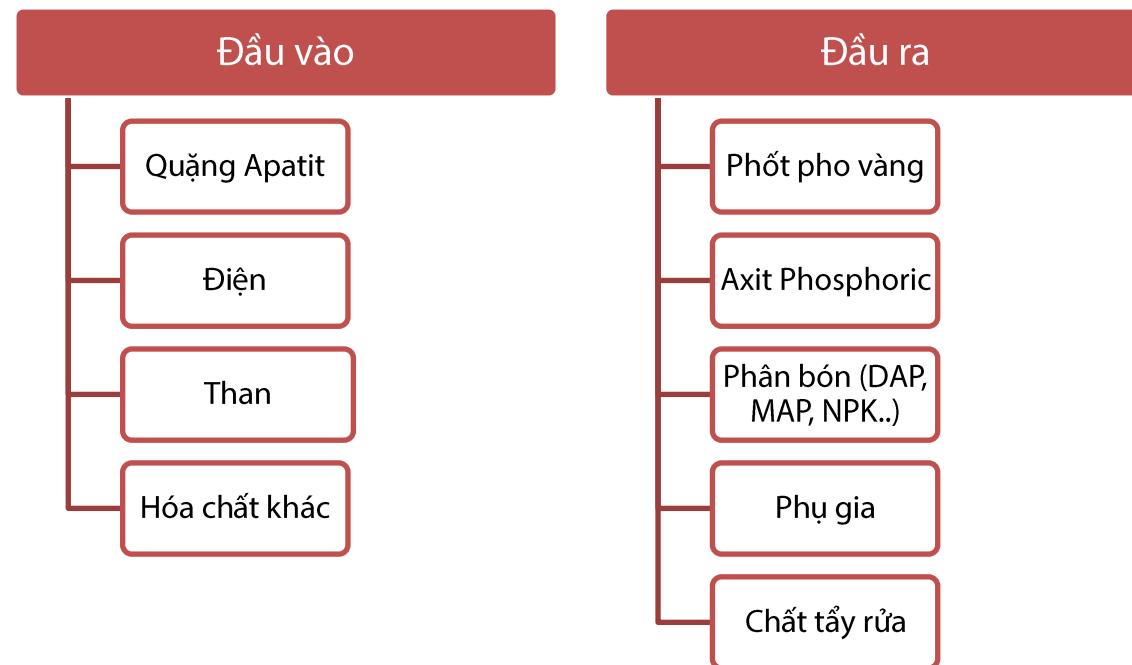 Đầu vào
Quặng Apatit
Điện
Than
Hóa chất khác
Đầu ra
Phốt pho vàng
Axit Phosphoric
Phân bón (DAP,
MAP, NPK..)
Phụ gia
Chất tẩy rửa